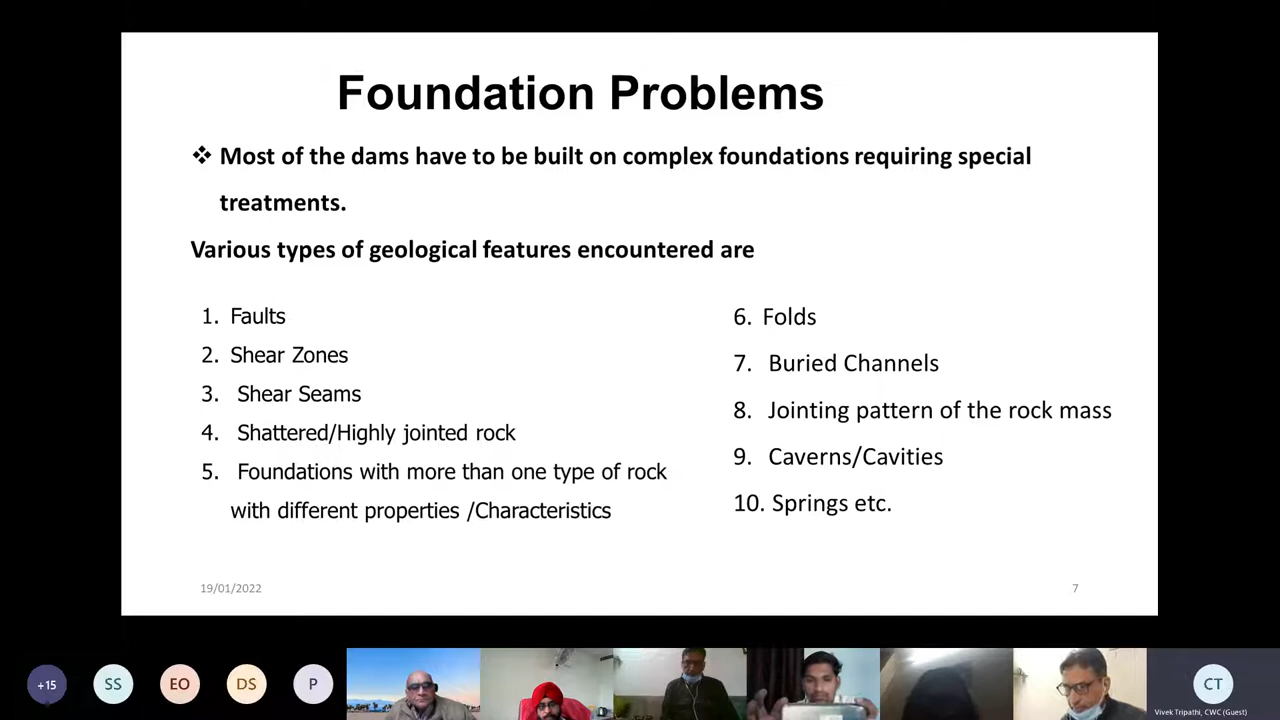 Foundation Problems
❖ Most of the dams have to be built on complex foundations requiring special
treatments.
Various types of geological features encountered are
1. Faults
2. Shear Zones
3. Shear Seams
4. Shattered/Highly jointed rock
5. Foundations with more than one type of rock
with different properties /Characteristics
6. Folds
7. Buried Channels
8. Jointing pattern of the rock mass
9. Caverns/Cavities
10. Springs etc.
19/01/2022
7
+15
SS
EO
DS
P
CT
Vivek Tripathi, CWC (Guest)